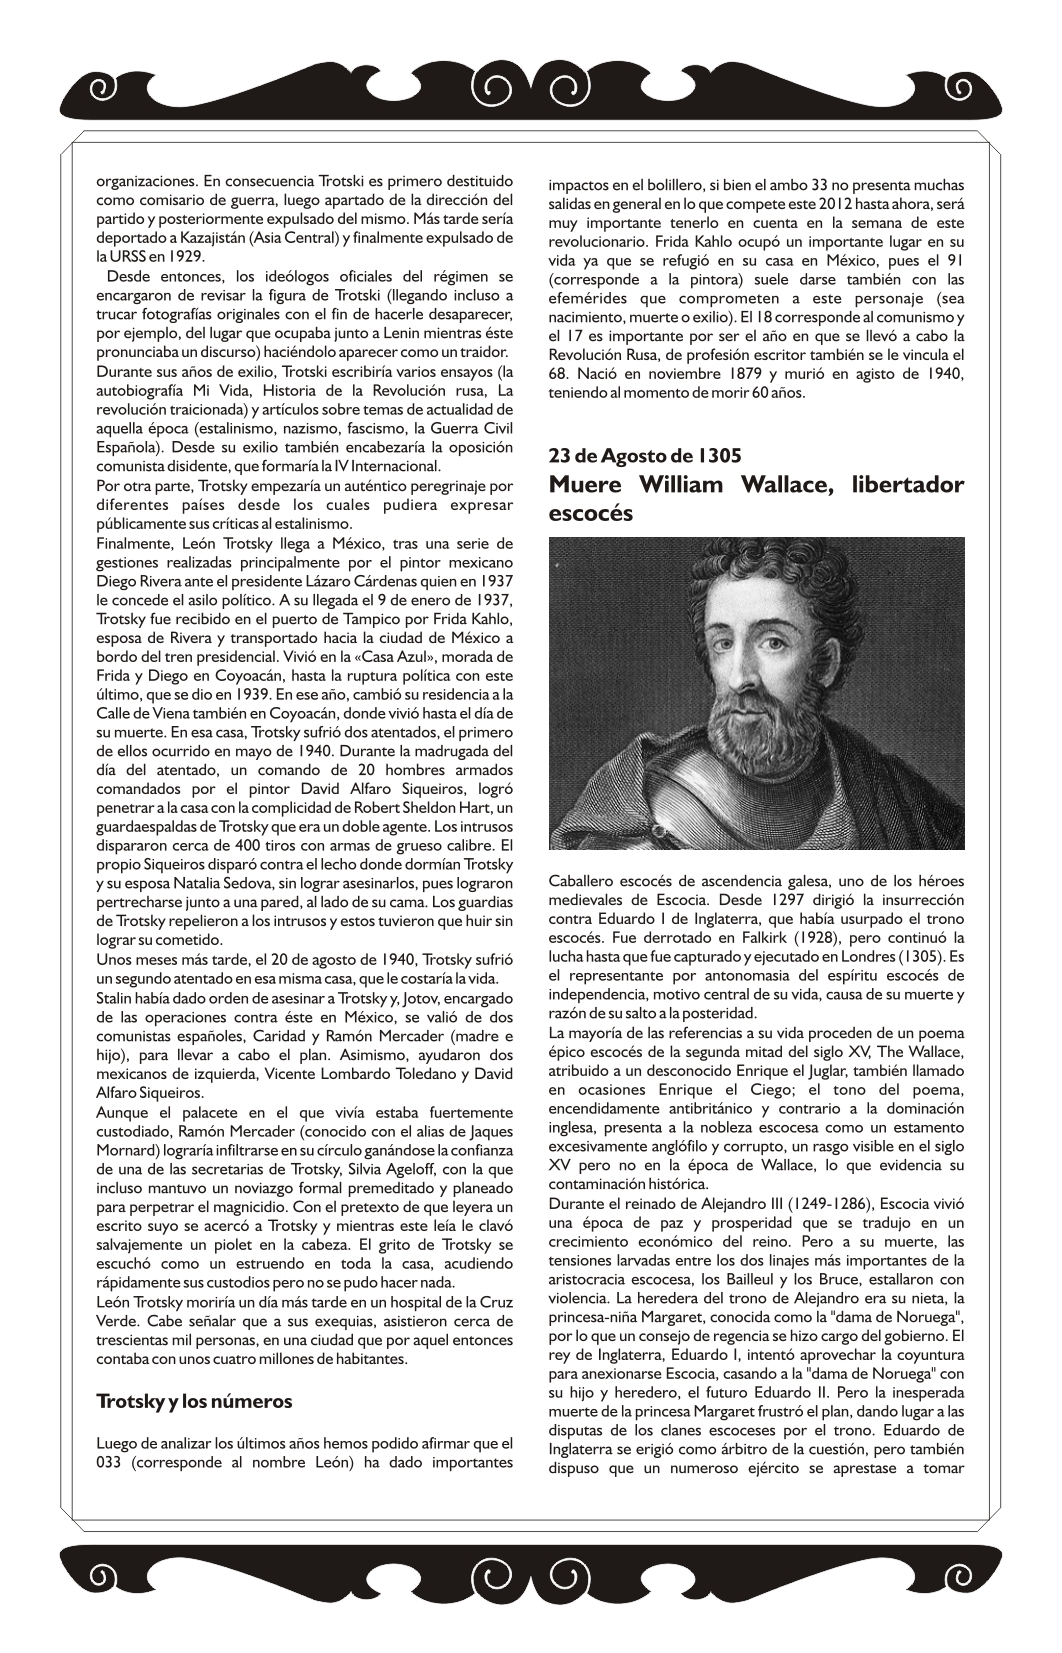 organizaciones. En consecuencia Trotski es primero destituido
como comisario de guerra, luego apartado de la dirección del
partido y posteriormente expulsado del mismo. Más tarde sería
deportado a Kazajistán (Asia Central) y finalmente expulsado de
la URSS en 1929.
Desde entonces, los ideólogos oficiales del régimen se
encargaron de revisar la figura de Trotski (llegando incluso a
trucar fotografías originales con el fin de hacerle desaparecer,
por ejemplo, del lugar que ocupaba junto a Lenin mientras éste
pronunciaba un discurso) haciéndolo aparecer como un traidor.
Durante sus años de exilio, Trotski escribiría varios ensayos (la
autobiografía Mi Vida, Historia de la Revolución rusa, La
revolución traicionada) y artículos sobre temas de actualidad de
aquella época (estalinismo, nazismo, fascismo, la Guerra Civil
Española). Desde su exilio también encabezaría la oposición
comunista disidente, que formaría la IV Internacional.
Por otra parte, Trotsky empezaría un auténtico peregrinaje por
diferentes países desde los cuales pudiera expresar
públicamente sus críticas al estalinismo.
Finalmente, León Trotsky llega a México, tras una serie de
gestiones realizadas principalmente por el pintor mexicano
Diego Rivera ante el presidente Lázaro Cárdenas quien en 1937
le concede el asilo político. A su llegada el 9 de enero de 1937,
Trotsky fue recibido en el puerto de Tampico por Frida Kahlo,
esposa de Rivera y transportado hacia la ciudad de México a
bordo del tren presidencial. Vivió en la «Casa Azul», morada de
Frida y Diego en Coyoacán, hasta la ruptura política con este
último, que se dio en 1939. En ese año, cambió su residencia a la
Calle de Viena también en Coyoacán, donde vivió hasta el día de
su muerte. En esa casa, Trotsky sufrió dos atentados, el primero
de ellos ocurrido en mayo de 1940. Durante la madrugada del
día del atentado, un comando de 20 hombres armados
comandados por el pintor David Alfaro Siqueiros, logró
penetrar a la casa con la complicidad de Robert Sheldon Hart, un
guardaespaldas de Trotsky que era un doble agente. Los intrusos
dispararon cerca de 400 tiros con armas de grueso calibre. El
propio Siqueiros disparó contra el lecho donde dormían Trotsky
y su esposa Natalia Sedova, sin lograr asesinarlos, pues lograron
pertrecharse junto a una pared, al lado de su cama. Los guardias
de Trotsky repelieron a los intrusos y estos tuvieron que huir sin
lograr su cometido.
Unos meses más tarde, el 20 de agosto de 1940, Trotsky sufrió
un segundo atentado en esa misma casa, que le costaría la vida.
Stalin había dado orden de asesinar a Trotsky y, Jotov, encargado
de las operaciones contra éste en México, se valió de dos
comunistas españoles, Caridad y Ramón Mercader (madre e
hijo), para llevar a cabo el plan. Asimismo, ayudaron dos
mexicanos de izquierda, Vicente Lombardo Toledano y David
Alfaro Siqueiros.
Aunque el palacete en el que vivía estaba fuertemente
custodiado, Ramón Mercader (conocido con el alias de Jaques
Mornard) lograría infiltrarse en su círculo ganándose la confianza
de una de las secretarias de Trotsky, Silvia Ageloff, con la que
incluso mantuvo un noviazgo formal premeditado y planeado
para perpetrar el magnicidio. Con el pretexto de que leyera un
escrito suyo se acercó a Trotsky y mientras este leía le clavó
salvajemente un piolet en la cabeza. El grito de Trotsky se
escuchó como un estruendo en toda la casa, acudiendo
rápidamente sus custodios pero no se pudo hacer nada.
León Trotsky moriría un día más tarde en un hospital de la Cruz
Verde. Cabe señalar que a sus exequias, asistieron cerca de
trescientas mil personas, en una ciudad que por aquel entonces
contaba con unos cuatro millones de habitantes.
Trotsky y los números
Luego de analizar los últimos años hemos podido afirmar que el
033 (corresponde al nombre León) ha dado importantes
impactos en el bolillero, si bien el ambo 33 no presenta muchas
salidas en general en lo que compete este 2012 hasta ahora, será
muy importante tenerlo en cuenta en la semana de este
revolucionario. Frida Kahlo ocupó un importante lugar en su
vida ya que se refugió en su casa en México, pues el 91
(corresponde a la pintora) suele darse también con las
efemérides que comprometen a este personaje (sea
nacimiento, muerte o exilio). El 18 corresponde al comunismo y
el 17 es importante por ser el año en que se llevó a cabo la
Revolución Rusa, de profesión escritor también se le vincula el
68. Nació en noviembre 1879 y murió en agisto de 1940,
teniendo al momento de morir 60 años.
23 de Agosto de 1305
Muere William Wallace, libertador
escocés
Caballero escocés de ascendencia galesa, uno de los héroes
medievales de Escocia. Desde 1297 dirigió la insurrección
contra Eduardo I de Inglaterra, que había usurpado el trono
escocés. Fue derrotado en Falkirk (1928), pero continuó la
lucha hasta que fue capturado y ejecutado en Londres (1305). Es
el representante por antonomasia del espíritu escocés de
independencia, motivo central de su vida, causa de su muerte y
razón de su salto a la posteridad.
La mayoría de las referencias a su vida proceden de un poema
épico escocés de la segunda mitad del siglo XV, The Wallace,
atribuido a un desconocido Enrique el Juglar, también llamado
en ocasiones Enrique el Ciego; el tono del poema,
encendidamente antibritánico y contrario a la dominación
inglesa, presenta a la nobleza escocesa como un estamento
excesivamente anglófilo y corrupto, un rasgo visible en el siglo
XV pero no en la época de Wallace, lo que evidencia su
contaminación histórica.
Durante el reinado de Alejandro III (1249-1286), Escocia vivió
una época de paz y prosperidad que se tradujo en un
crecimiento económico del reino. Pero a su muerte, las
tensiones larvadas entre los dos linajes más importantes de la
aristocracia escocesa, los Bailleul y los Bruce, estallaron con
violencia. La heredera del trono de Alejandro era su nieta, la
princesa-niña Margaret, conocida como la "dama de Noruega",
por lo que un consejo de regencia se hizo cargo del gobierno. El
rey de Inglaterra, Eduardo I, intentó aprovechar la coyuntura
para anexionarse Escocia, casando a la "dama de Noruega" con
su hijo y heredero, el futuro Eduardo II. Pero la inesperada
muerte de la princesa Margaret frustró el plan, dando lugar a las
disputas de los clanes escoceses por el trono. Eduardo de
Inglaterra se erigió como árbitro de la cuestión, pero también
dispuso que un numeroso ejército se aprestase a tomar